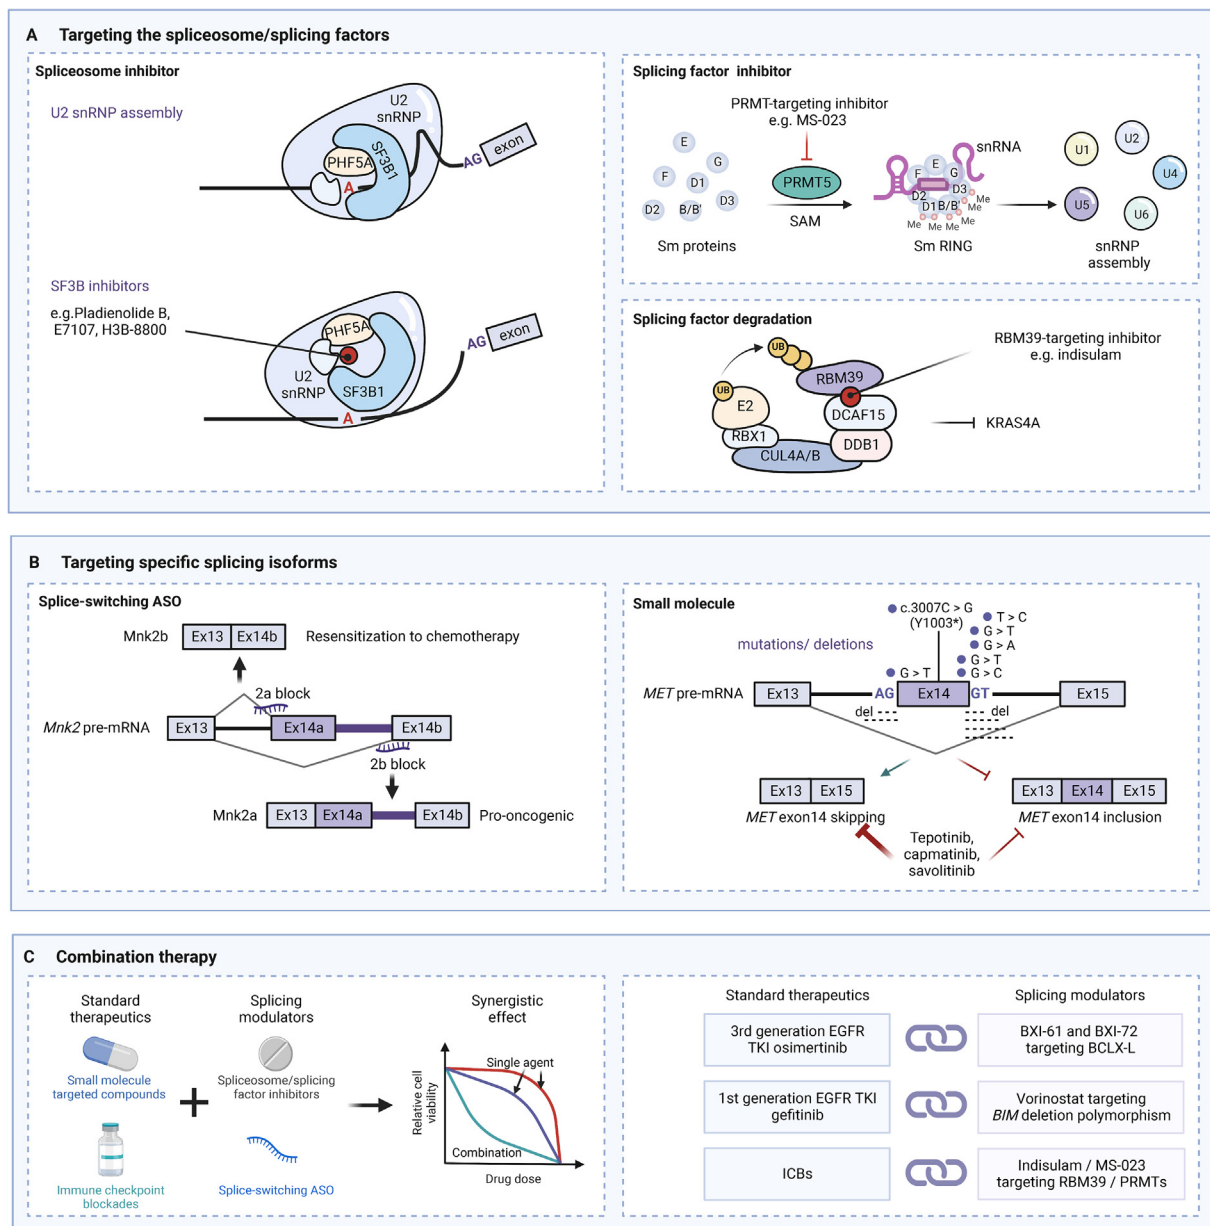 A Targeting the spliceosome/splicing factors
Spliceosome inhibitor
U2 snRNP assembly
U2
snRNP
PHF5A
SF3B1
A
AG
exon
SF3B inhibitors
e.g.Pladienolide B,
E7107, H3B-8800
PHF5A
U2
snRNP
SF3B1
A
AG
exon
Splicing factor inhibitor
PRMT-targeting inhibitor
e.g. MS-023
E
G
F
D1
D2
B/B'
D3
Sm proteins
PRMT5
SAM
snRNA
E
F
G
D2
D3
D1
B/B'
Me
Me
Me
Me
Me
Me
Sm RING
U1
U2
U4
U5
U6
snRNP
assembly
Splicing factor degradation
RBM39-targeting inhibitor
e.g. indisulam
UB
UB
RBM39
E2
DCAF15
RBX1
DDB1
CUL4A/B
KRAS4A
B Targeting specific splicing isoforms
Splice-switching ASO
Mnk2b
Ex13
Ex14b
Resensitization to chemotherapy
2a block
Mnk2 pre-mRNA
Ex13
Ex14a
Ex14b
2b block
Mnk2a
Ex13
Ex14a
Ex14b
Pro-oncogenic
Small molecule
c.3007C > G
(Y1003*)
T > C
G > T
G > A
mutations/ deletions
G > T
G > T
G > C
MET pre-mRNA
Ex13
AG
Ex14
GT
Ex15
del
del
Ex13
Ex15
Ex13
Ex14
Ex15
MET exon14 skipping
MET exon14 inclusion
Tepotinib,
capmatinib,
savolitinib
C Combination therapy
Standard
therapeutics
Splicing
modulators
Synergistic
effect
Small molecule
targeted compounds
+
Spliceosome/splicing
factor inhibitors
Immune checkpoint
blockades
Splice-switching ASO
Relative cell
viability
Single agent
Combination
Drug dose
Standard therapeutics
Splicing modulators
3rd generation EGFR
TKI osimertinib
BXI-61 and BXI-72
targeting BCLX-L
1st generation EGFR TKI
gefitinib
Vorinostat targeting
BIM deletion polymorphism
ICBs
Indisulam / MS-023
targeting RBM39 / PRMTs